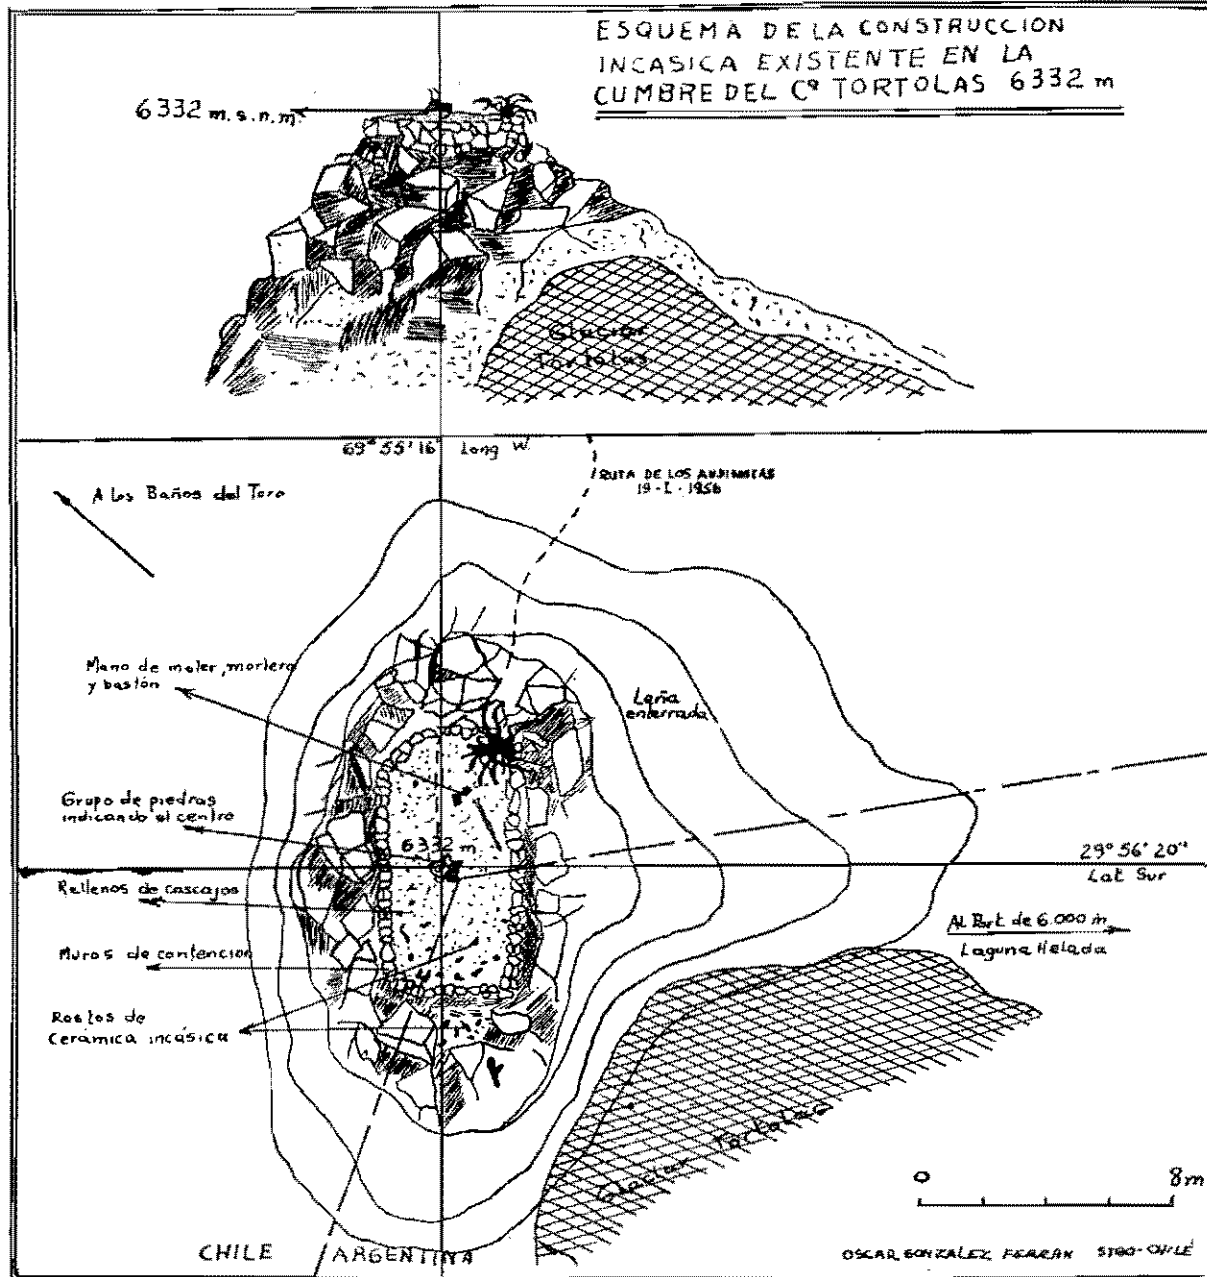 ESQUEMA DE LA CONSTRUCCION
INCASICA EXISTENTE EN LA
CUMBRE DEL Cº TORTOLAS 6332 m
6332 m.s.n.m.
Glaciar
Tortolas
69° 55' 16" Long W.
RUTA DE LOS ANDINISTAS
19-I-1956
A los Baños del Toro
Mano de moler, mortero
y bastón
Leña
enterrada
Grupo de piedras
indicando el centro
6332 m
29° 56' 20"
Lat Sur
Rellenos de cascajos
Al Port. de 6.000 m
Laguna Helada
Muros de contencion
Restos de
Cerámica incásica
Glaciar Tortolas
0 8m
CHILE ARGENTINA
OSCAR GONZALEZ FERRAN STGO-CHILE